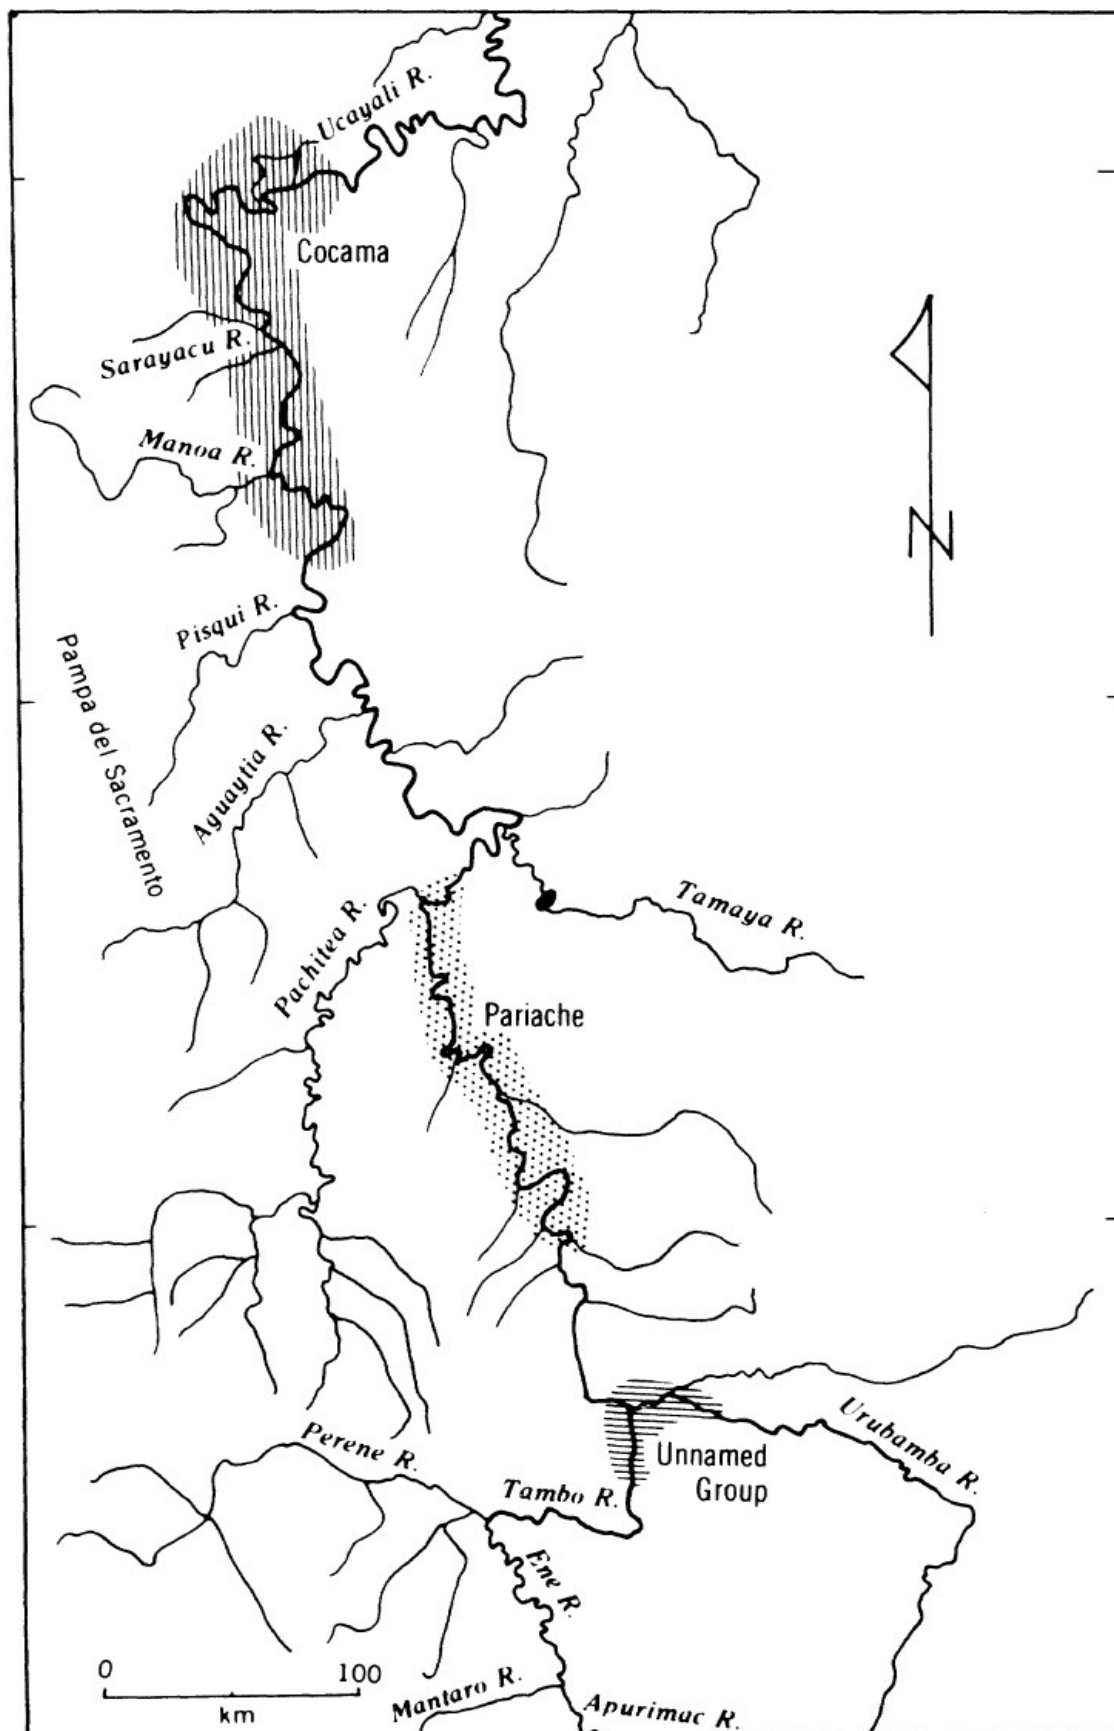 Ucayali R.
Cocama
Sarayacu R.
Manoa R.
N
Pisqui R.
Pampa del Sacramento
Aguaytia R.
Tamaya R.
Pachitea R.
Pariache
Urubamba R.
Perene R.
Unnamed
Group
Tambo R.
Ene R.
0 100
km
Mantaro R.
Apurimac R.